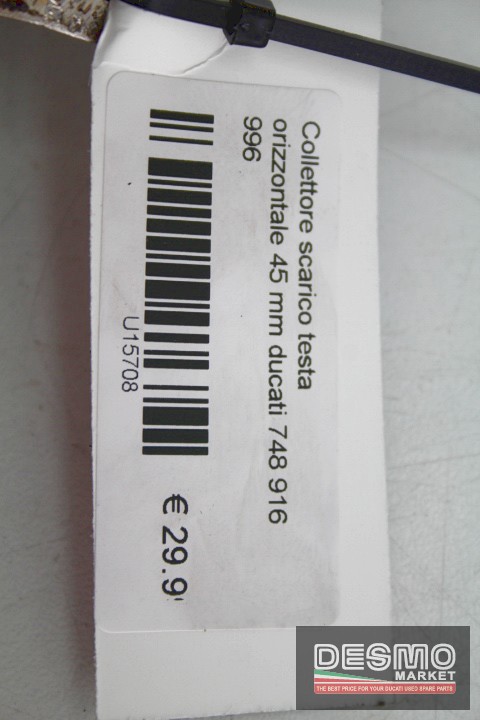 Collettore scarico testa
orizzontale 45 mm ducati 748 916
996
U15708
€ 29.9
DESMO
MARKET
THE BEST PRICE FOR YOUR DUCATI USED SPARE PARTS